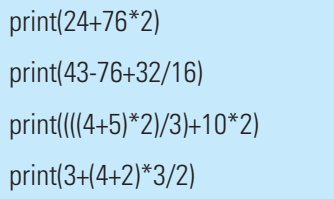 print(24+76*2)
print(43-76+32/16)
print((((4+5)*2)/3)+10*2)
print(3+(4+2)*3/2)